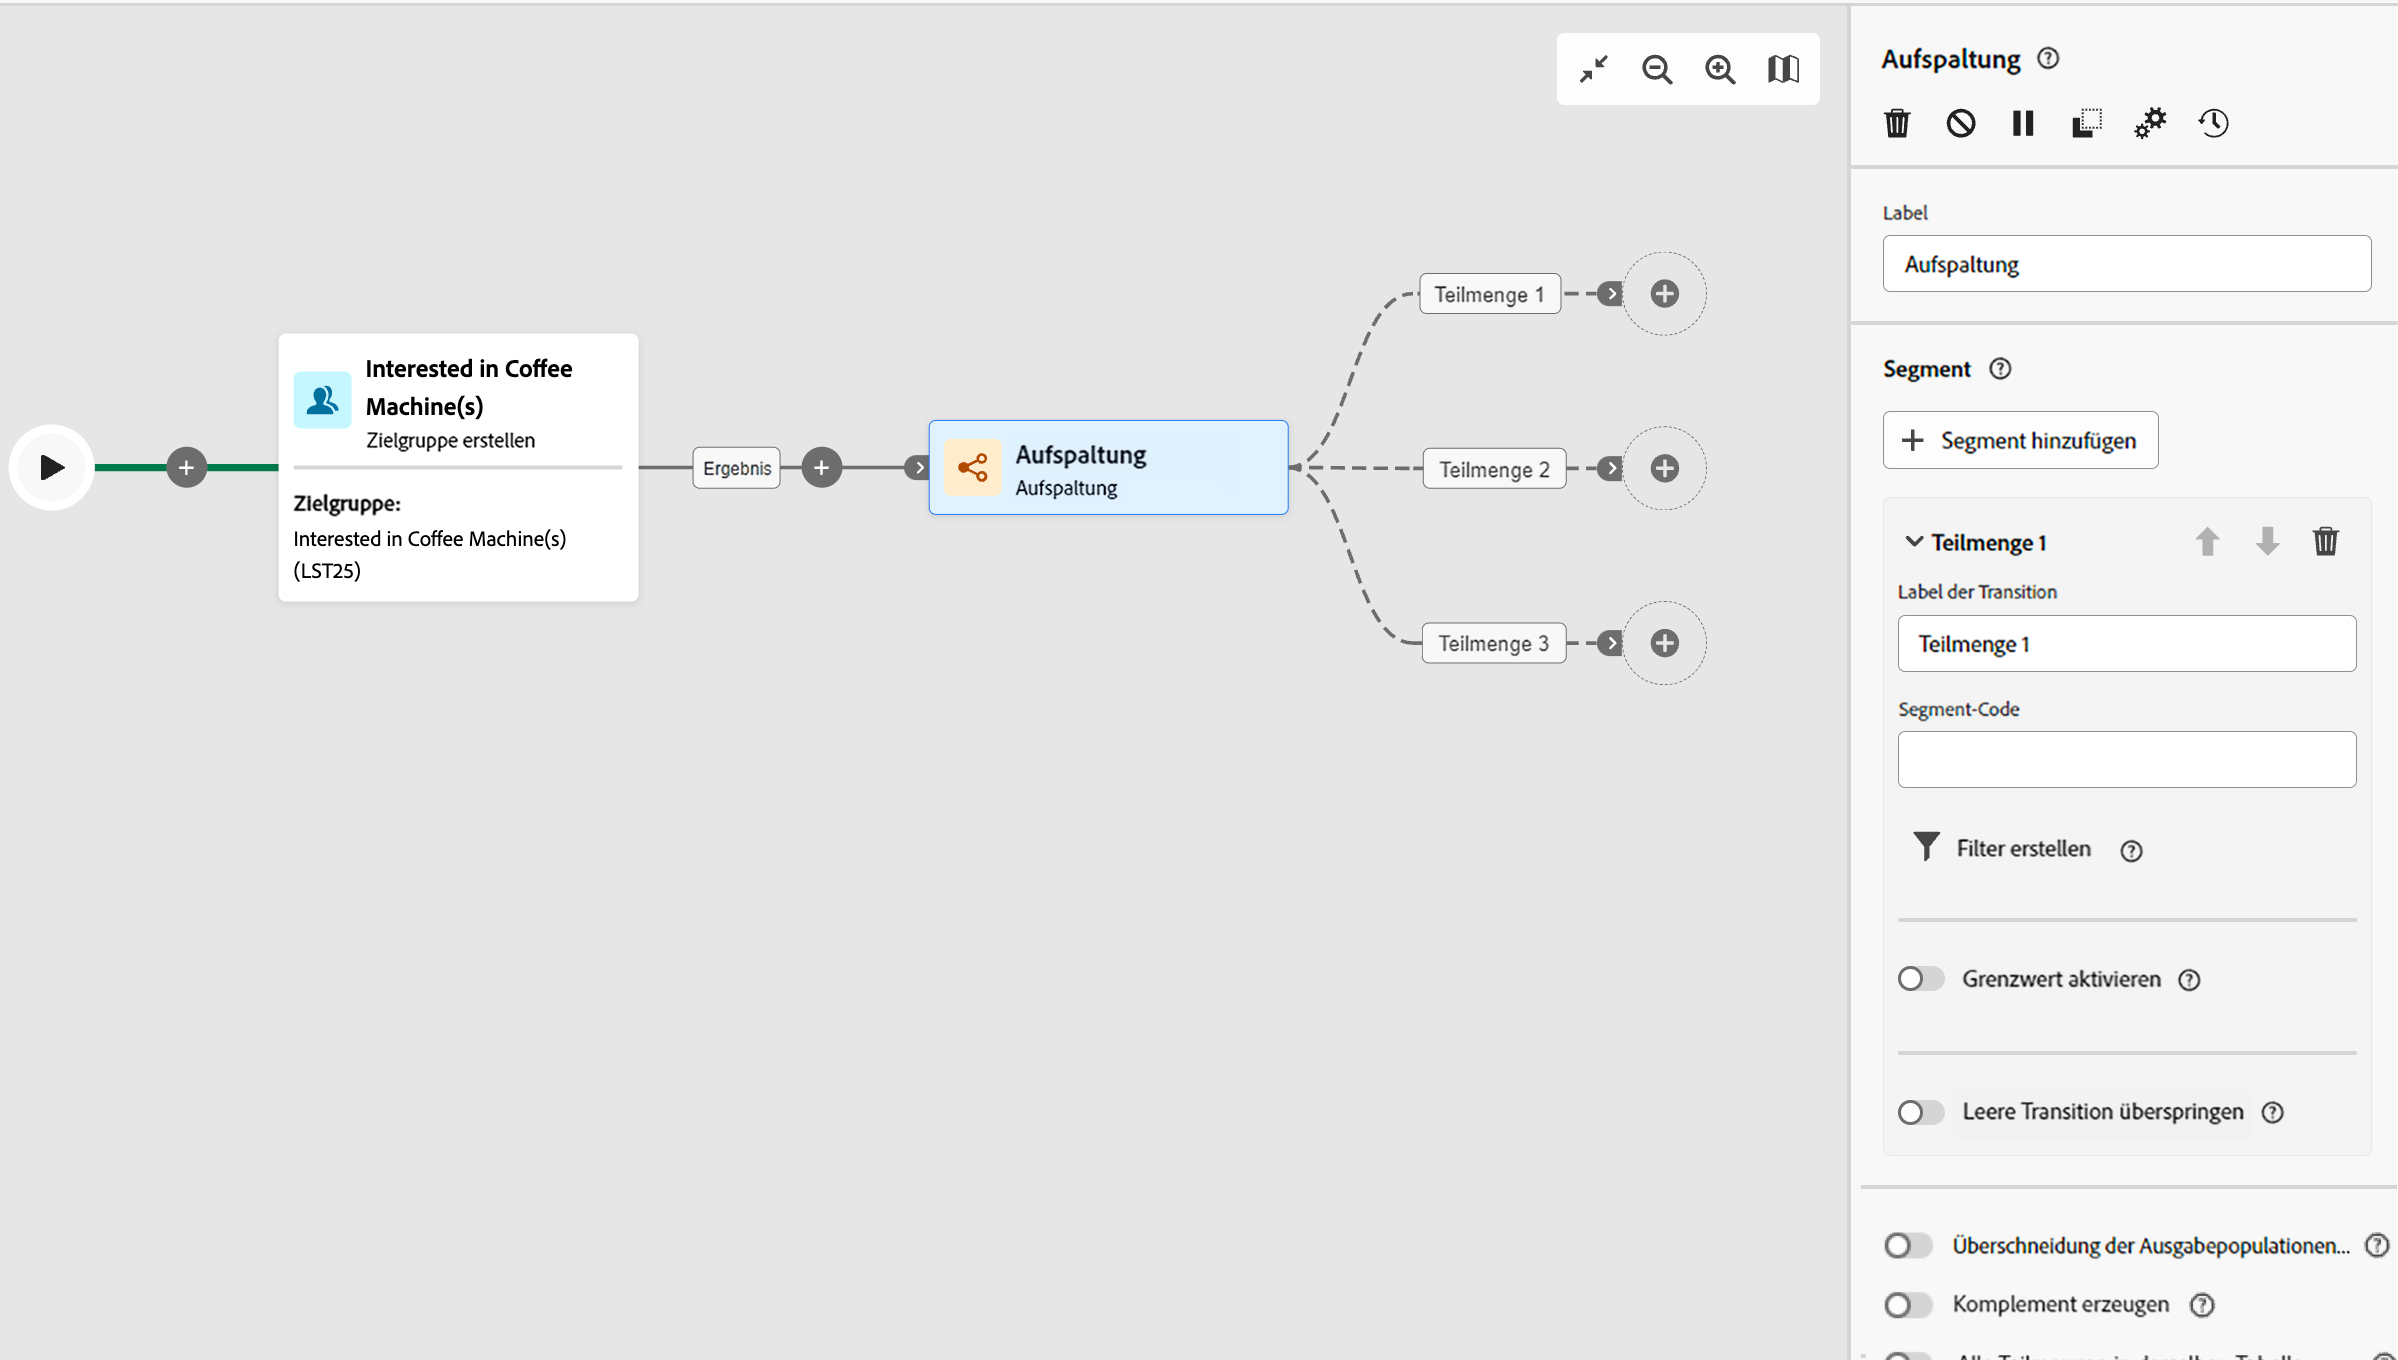 Interested in Coffee
Machine(s)
Zielgruppe erstellen
Zielgruppe:
Interested in Coffee Machine(s)
(LST25)
Ergebnis
Aufspaltung
Aufspaltung
Teilmenge 1
Teilmenge 2
Teilmenge 3
Aufspaltung
Label
Aufspaltung
Segment
Segment hinzufügen
Teilmenge 1
Label der Transition
Teilmenge 1
Segment-Code
Filter erstellen
Grenzwert aktivieren
Leere Transition überspringen
Überschneidung der Ausgabepopulationen...
Komplement erzeugen